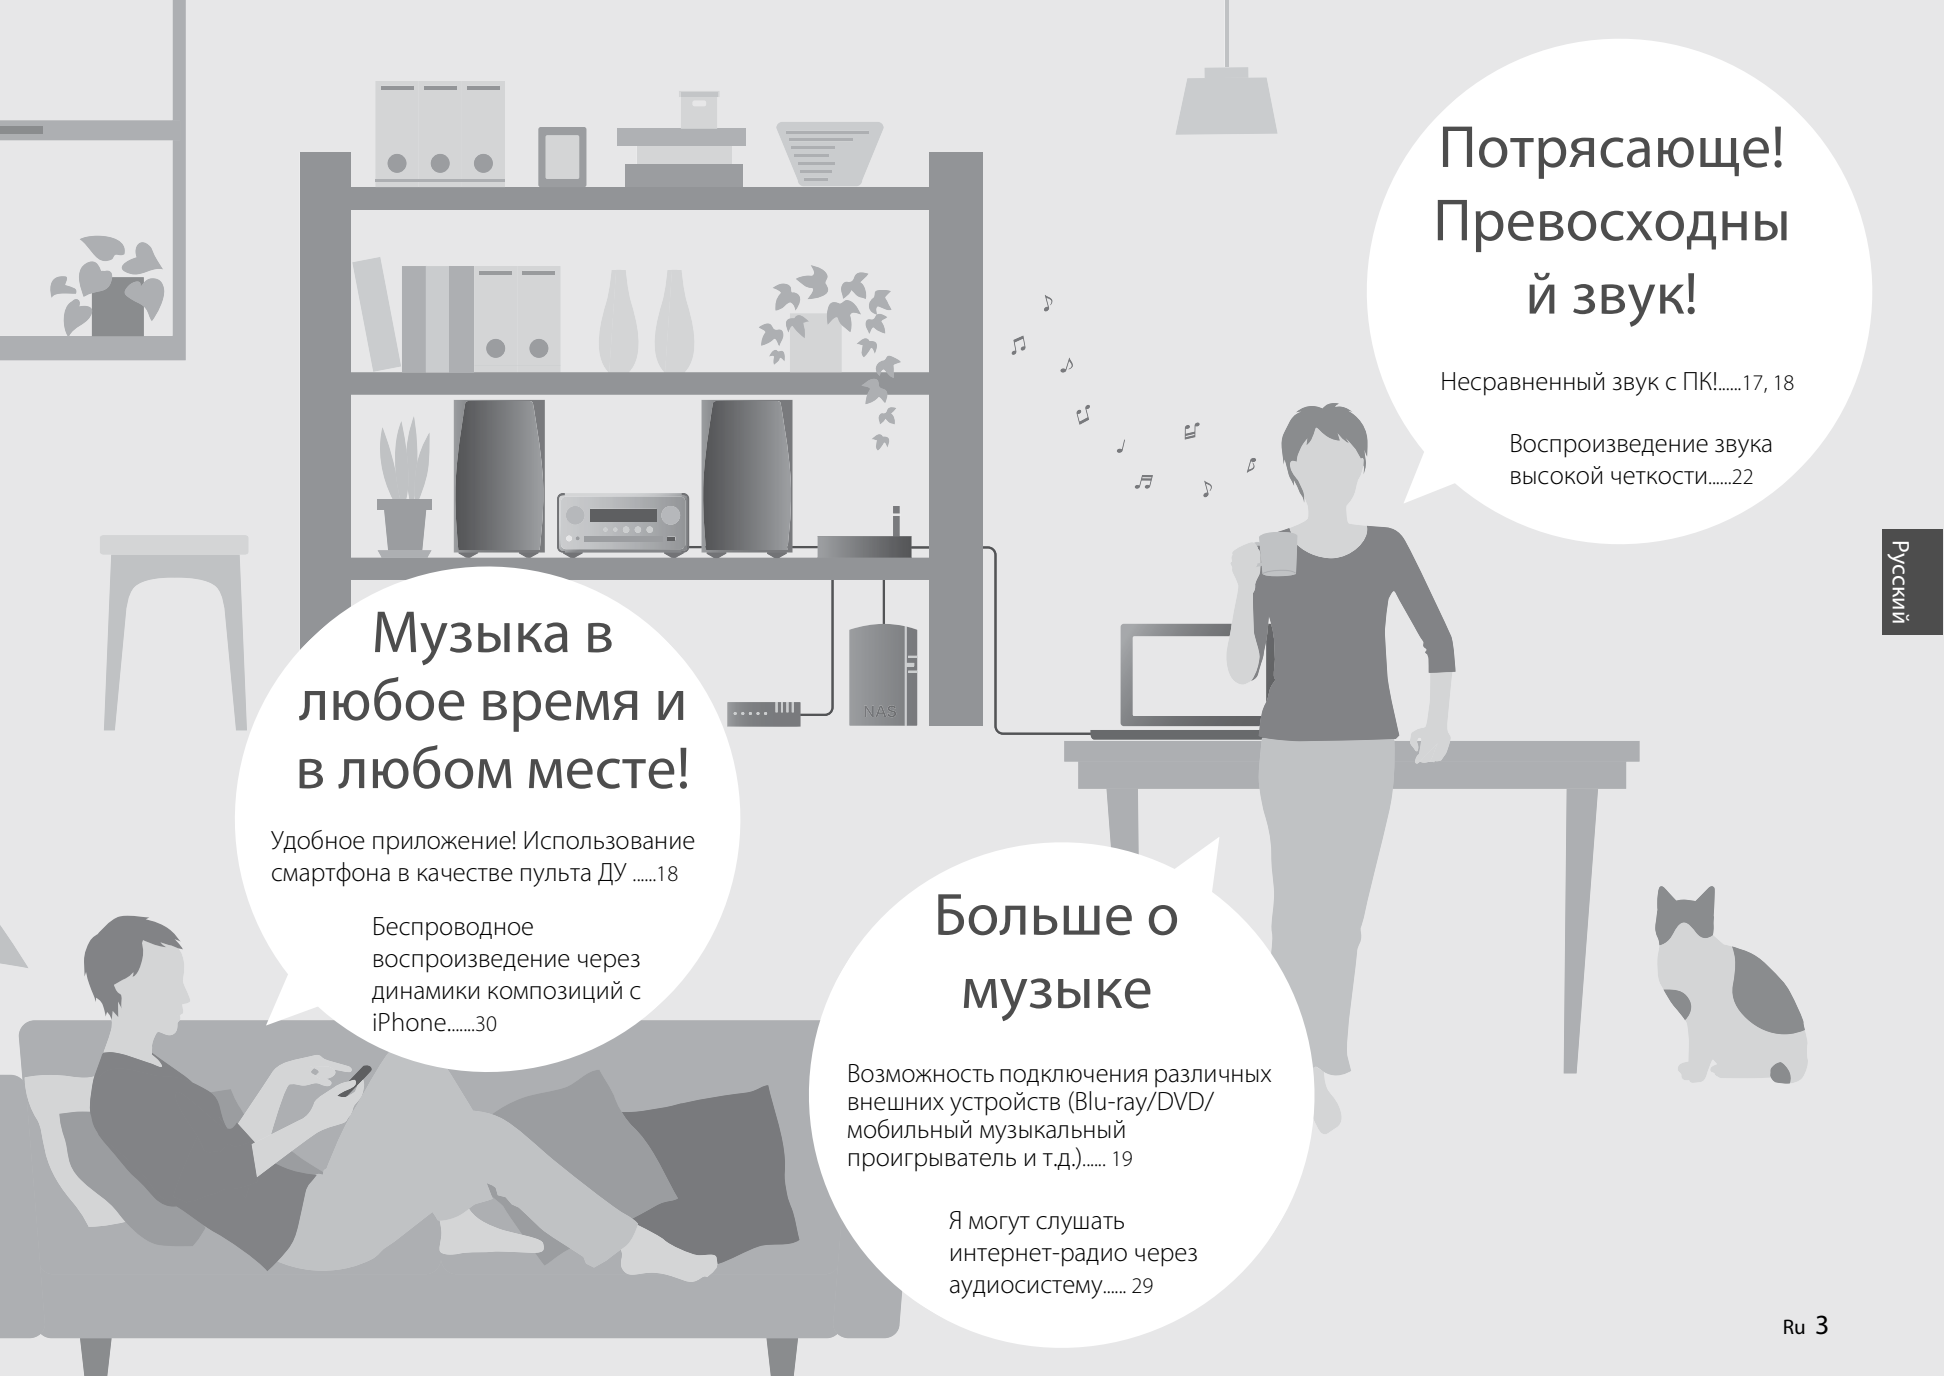 Потрясающе!
Превосходны
й звук!
Несравненный звук с ПК!......17, 18
Воспроизведение звука
высокой четкости......22
Русский
Музыка в
любое время и
в любом месте!
Удобное приложение! Использование
смартфона в качестве пульта ДУ ......18
Беспроводное
воспроизведение через
динамики композиций с
iPhone.......30
NAS
Больше о
музыке
Возможность подключения различных
внешних устройств (Blu-ray/DVD/
мобильный музыкальный
проигрыватель и т.д.)...... 19
Я могут слушать
интернет-радио через
аудиосистему...... 29
Ru 3